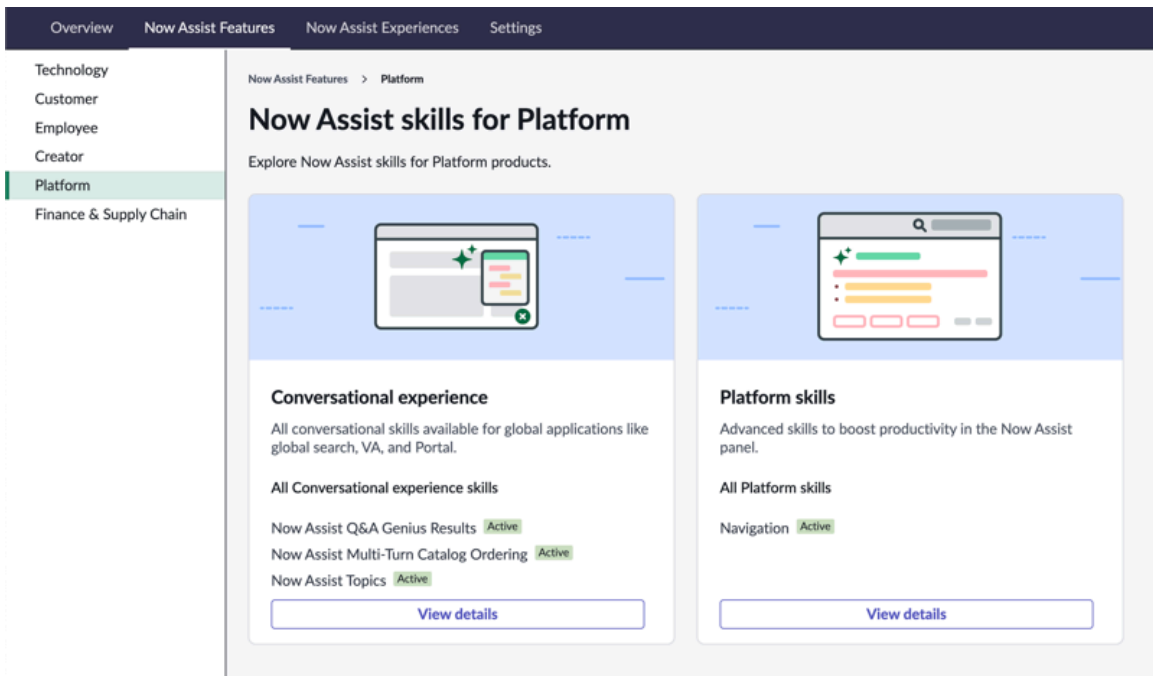 Overview Now Assist Features Now Assist Experiences Settings
Technology
Customer
Employee
Creator
Platform
Finance & Supply Chain
Now Assist Features > Platform
Now Assist skills for Platform
Explore Now Assist skills for Platform products.
Conversational experience
All conversational skills available for global applications like
global search, VA, and Portal.
All Conversational experience skills
Now Assist Q&A Genius Results Active
Now Assist Multi-Turn Catalog Ordering Active
Now Assist Topics Active
View details
Platform skills
Advanced skills to boost productivity in the Now Assist
panel.
All Platform skills
Navigation Active
View details